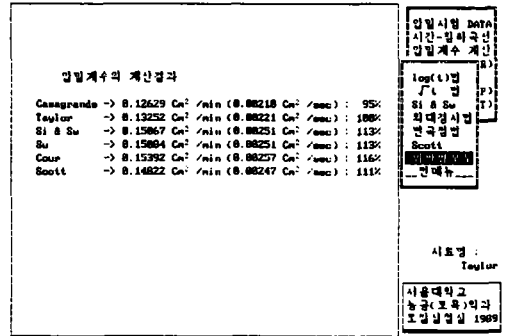 압밀계수의 계산결과
Casagrande -> 0.12629 Cm² /min (0.00210 Cm² /sec) : 95%
Taylor -> 0.13252 Cm² /min (0.00221 Cm² /sec) : 100%
Si & Su -> 0.15067 Cm² /min (0.00251 Cm² /sec) : 113%
Su -> 0.15084 Cm² /min (0.00251 Cm² /sec) : 113%
Cour -> 0.15392 Cm² /min (0.00257 Cm² /sec) : 116%
Scott -> 0.14822 Cm² /min (0.00247 Cm² /sec) : 111%
압밀시험 DATA
시간-침하곡선
압밀계수 계산
R)
P)
T)
log(t)법
√t 법
Si & Su
최대경사법
변곡점법
Scott
전메뉴
시료명 :
Taylor
서울대학교
농공(토목)학과
토질실험실 1989